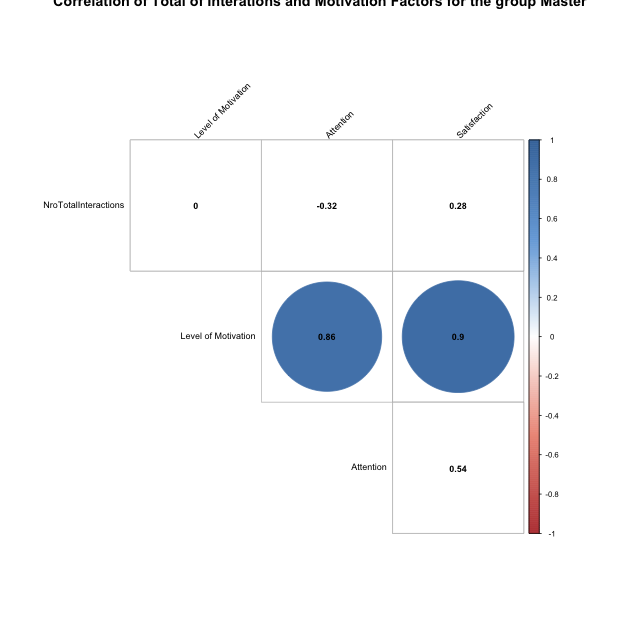 Correlation of Total of Interations and Motivation Factors for the group Master
Level of Motivation
Attention
Satisfaction
NroTotalInteractions
0
-0.32
0.28
Level of Motivation
0.86
0.9
Attention
0.54
1
0.8
0.6
0.4
0.2
0
-0.2
-0.4
-0.6
-0.8
-1